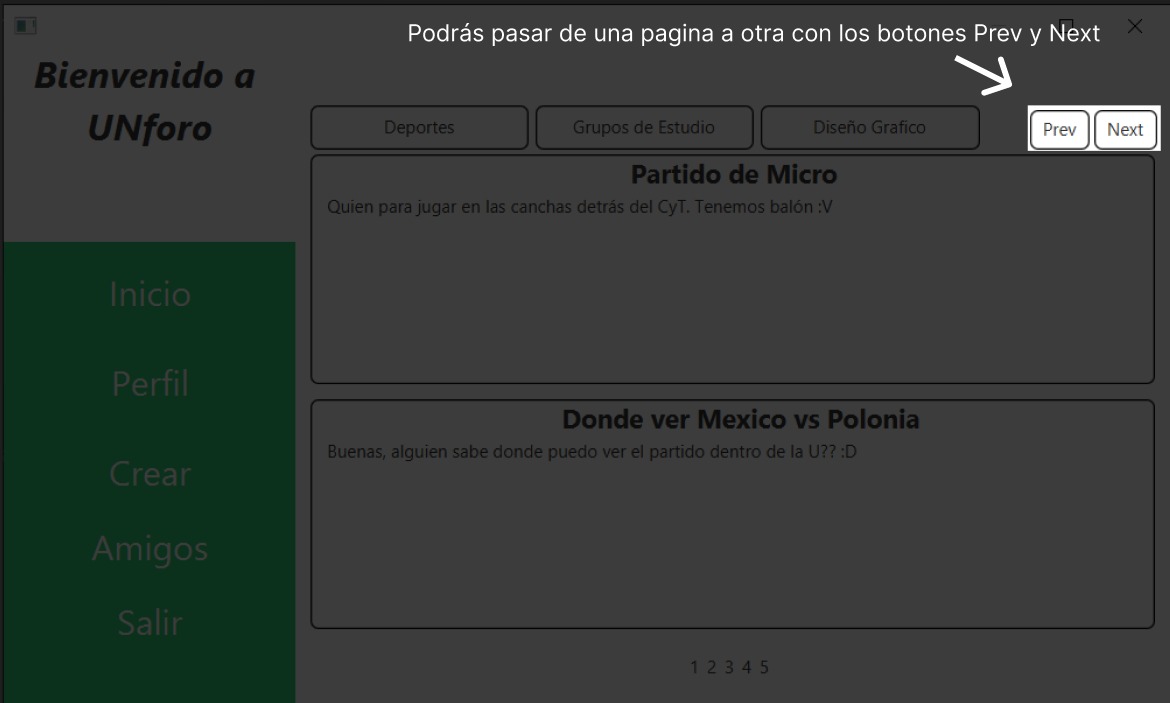 Podrás pasar de una pagina a otra con los botones Prev y Next
Bienvenido a
UNforo
Deportes
Grupos de Estudio
Diseño Grafico
Prev
Next
Partido de Micro
Quien para jugar en las canchas detrás del CyT. Tenemos balón :V
Inicio
Perfil
Crear
Amigos
Salir
Donde ver Mexico vs Polonia
Buenas, alguien sabe donde puedo ver el partido dentro de la U?? :D
1 2 3 4 5